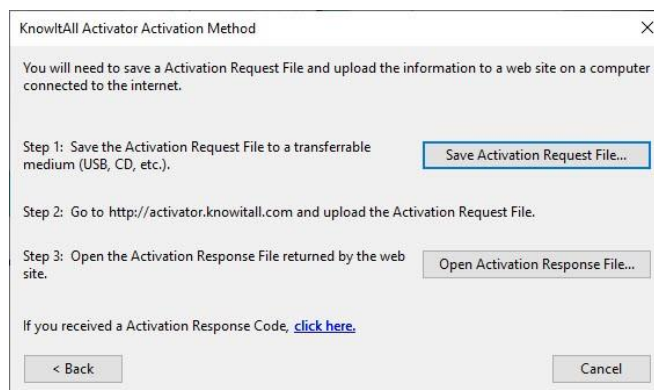 KnowItAll Activator Activation Method
You will need to save a Activation Request File and upload the information to a web site on a computer
connected to the internet.
Step 1: Save the Activation Request File to a transferrable
medium (USB, CD, etc.).
Save Activation Request File...
Step 2: Go to http://activator.knowitall.com and upload the Activation Request File.
Step 3: Open the Activation Response File returned by the web
site.
Open Activation Response File...
If you received a Activation Response Code, click here.
< Back
Cancel